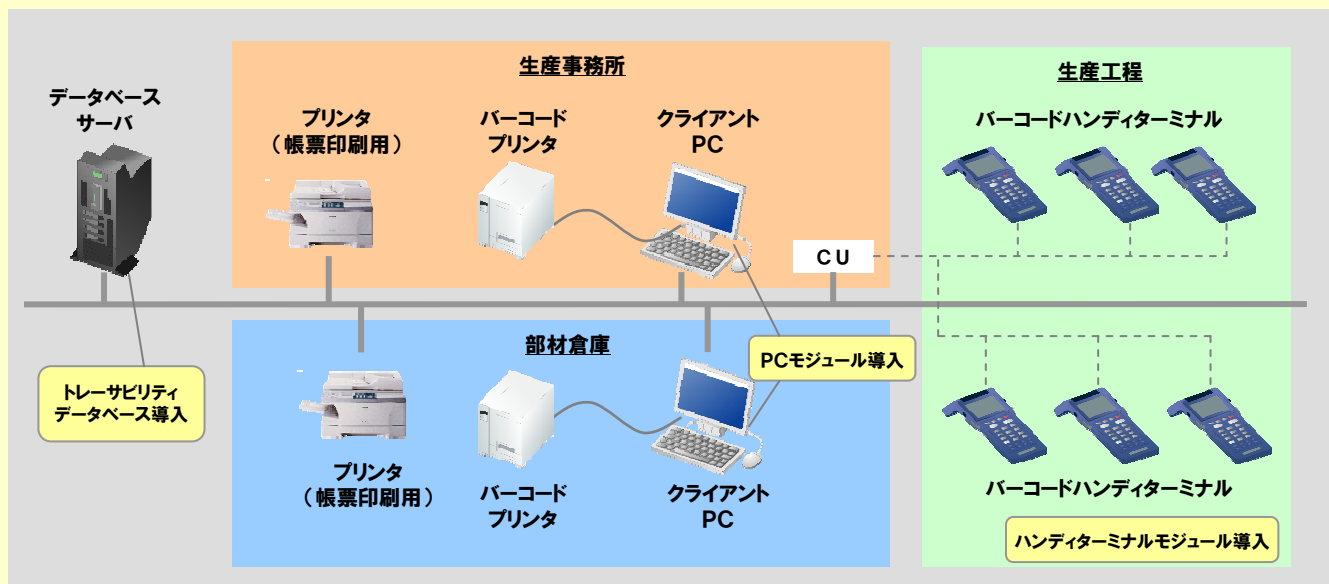 データベース
サーバ
トレーサビリティ
データベース導入
生産事務所
プリンタ
（帳票印刷用）
バーコード
プリンタ
クライアント
PC
CU
部材倉庫
プリンタ
（帳票印刷用）
バーコード
プリンタ
クライアント
PC
PCモジュール導入
生産工程
バーコードハンディターミナル
バーコードハンディターミナル
ハンディターミナルモジュール導入